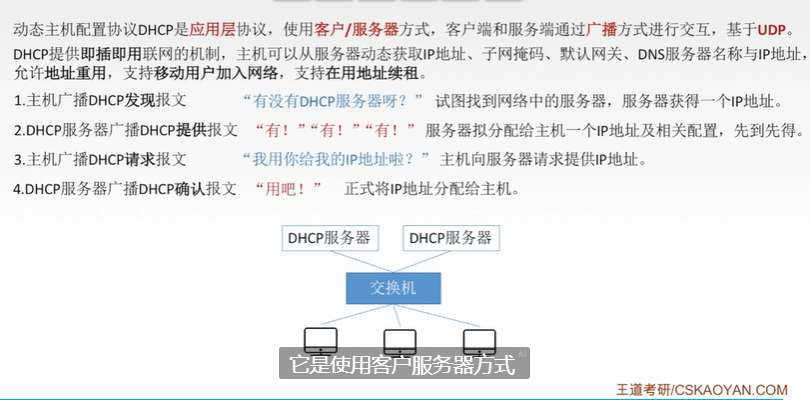 动态主机配置协议DHCP是应用层协议，使用客户/服务器方式，客户端和服务端通过广播方式进行交互，基于UDP。
DHCP提供即插即用联网的机制，主机可以从服务器动态获取IP地址、子网掩码、默认网关、DNS服务器名称与IP地址，
允许地址重用，支持移动用户加入网络，支持在用地址续租。
1.主机广播DHCP发现报文 “有没有DHCP服务器呀？” 试图找到网络中的服务器，服务器获得一个IP地址。
2.DHCP服务器广播DHCP提供报文 “有！”“有！”“有！” 服务器拟分配给主机一个IP地址及相关配置，先到先得。
3.主机广播DHCP请求报文 “我用你给我的IP地址啦？” 主机向服务器请求提供IP地址。
4.DHCP服务器广播DHCP确认报文 “用吧！” 正式将IP地址分配给主机。
DHCP服务器 DHCP服务器
交换机
它是使用客户服务器方式 AI
王道考研/CSKAOYAN.COM